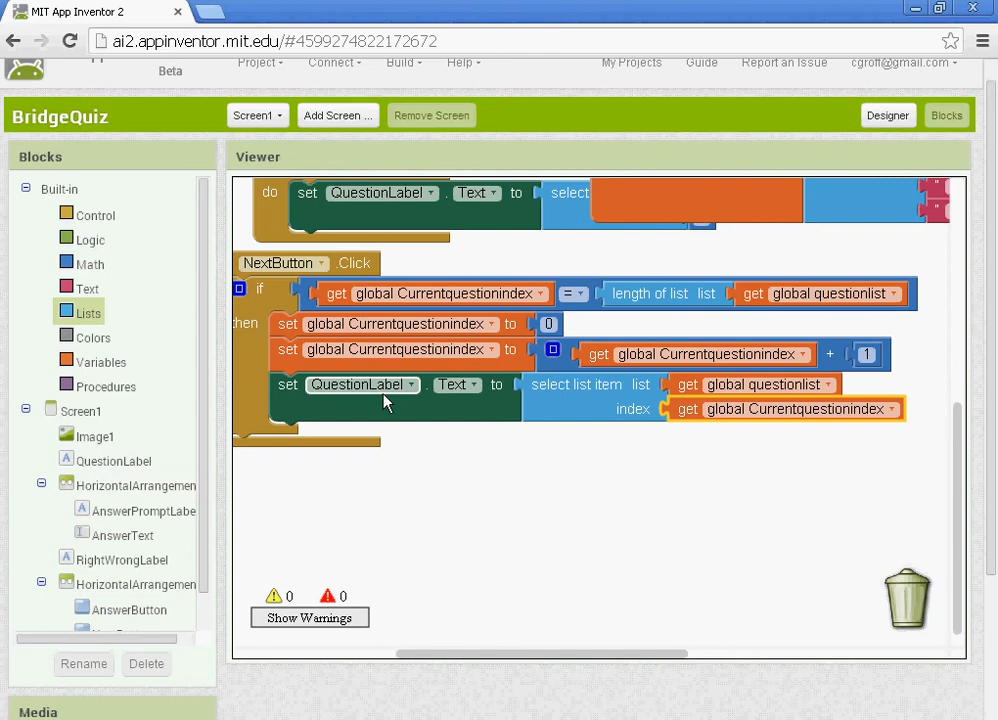 MIT App Inventor 2
ai2.appinventor.mit.edu/#4599274822172672
Beta
Project
Connect
Build
Help
My Projects
Guide
Report an Issue
cgroff@gmail.com
BridgeQuiz
Screen1
Add Screen ...
Remove Screen
Designer
Blocks
Blocks
Viewer
Built-in
Control
Logic
Math
Text
Lists
Colors
Variables
Procedures
Screen1
Image1
QuestionLabel
HorizontalArrangemen
AnswerPromptLabe
AnswerText
RightWrongLabel
HorizontalArrangemen
AnswerButton
Rename
Delete
Media
do set QuestionLabel . Text to select
NextButton .Click
if get global Currentquestionindex = length of list list get global questionlist
then set global Currentquestionindex to 0
set global Currentquestionindex to get global Currentquestionindex + 1
set QuestionLabel . Text to select list item list get global questionlist
index get global Currentquestionindex
0 0
Show Warnings